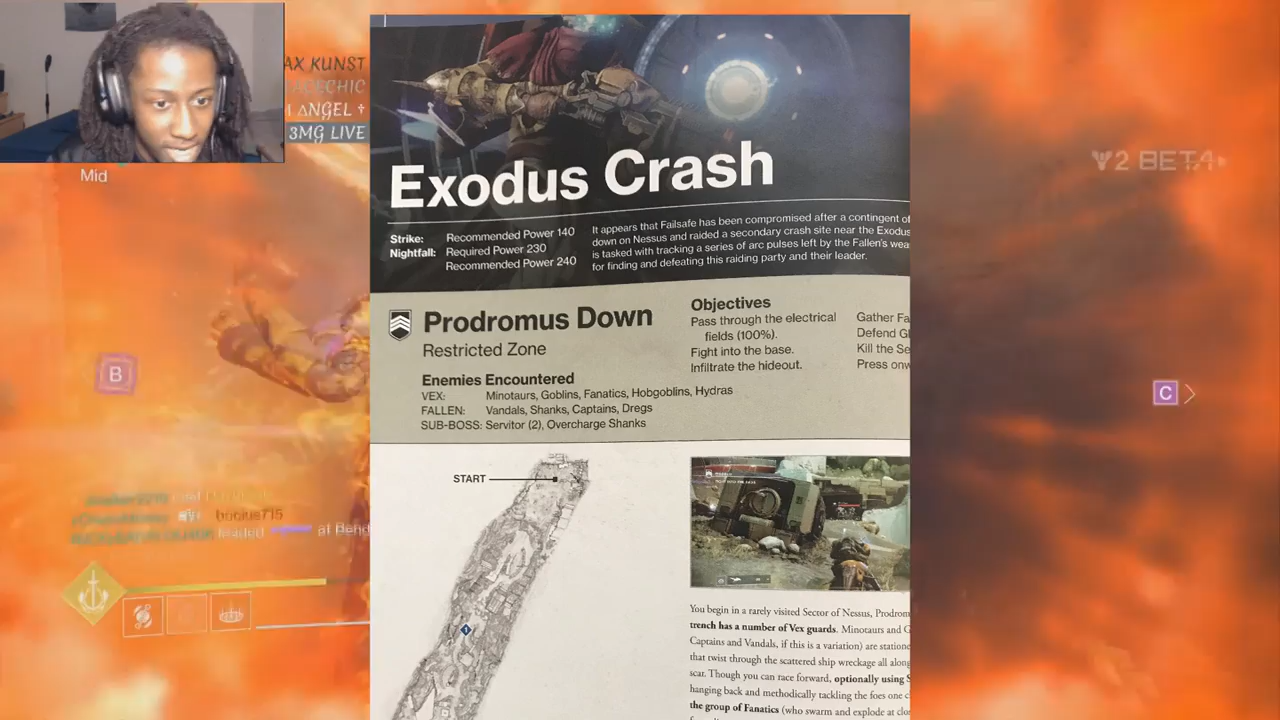 AX KUNST
ΔNGEL †
3MG LIVE
Mid
2 BETA
B
C
leaded
at Bend
Exodus Crash
Strike: Recommended Power 140
Nightfall: Required Power 230
Recommended Power 240
It appears that Failsafe has been compromised after a contingent of
down on Nessus and raided a secondary crash site near the Exodus
is tasked with tracking a series of arc pulses left by the Fallen's wea
for finding and defeating this raiding party and their leader.
Prodromus Down
Restricted Zone
Enemies Encountered
VEX: Minotaurs, Goblins, Fanatics, Hobgoblins, Hydras
FALLEN: Vandals, Shanks, Captains, Dregs
SUB-BOSS: Servitor (2), Overcharge Shanks
Objectives
Pass through the electrical
fields (100%).
Fight into the base.
Infiltrate the hideout.
Gather Fa
Defend Gl
Kill the Se
Press onw
START
You begin in a rarely visited Sector of Nessus, Prodrom
trench has a number of Vex guards. Minotaurs and G
Captains and Vandals, if this is a variation) are statione
that twist through the scattered ship wreckage all along
scar. Though you can race forward, optionally using S
hanging back and methodically tackling the foes one c
the group of Fanatics (who swarm and explode at clo